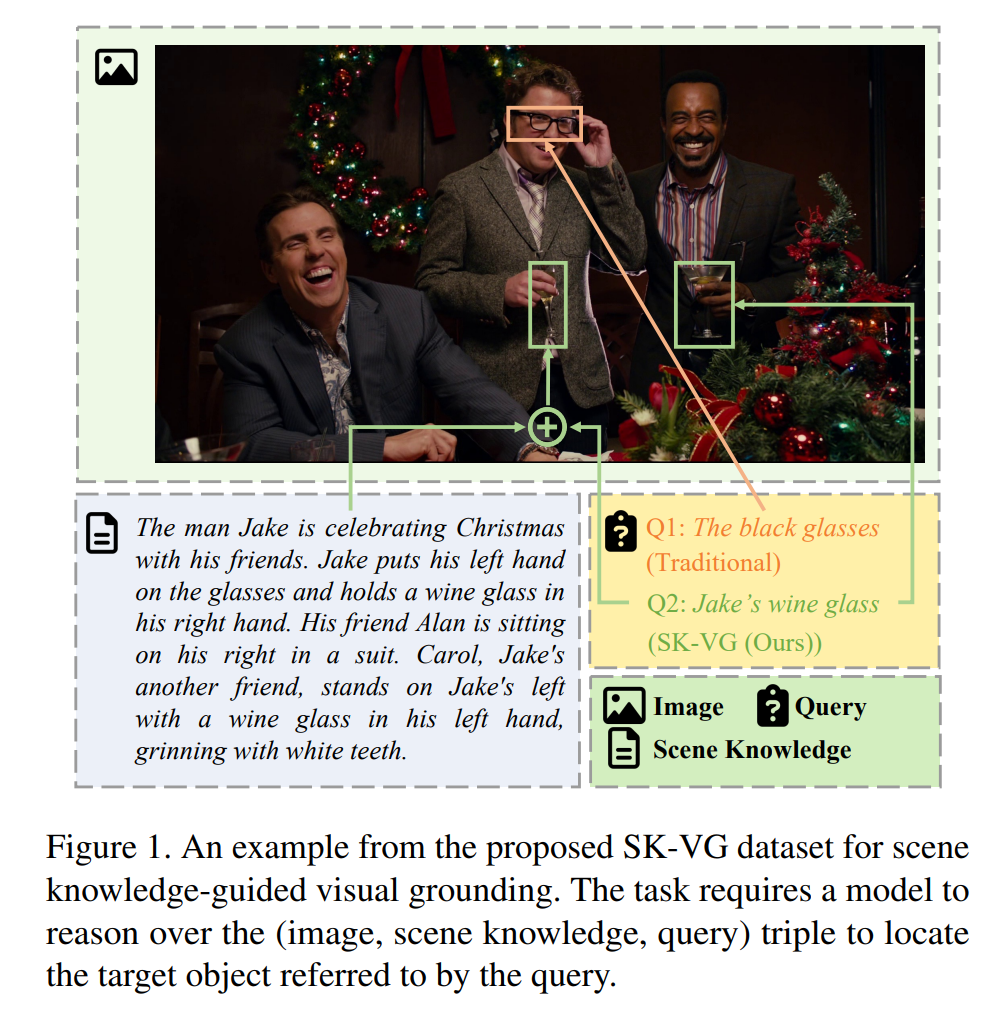 The man Jake is celebrating Christmas
with his friends. Jake puts his left hand
on the glasses and holds a wine glass in
his right hand. His friend Alan is sitting
on his right in a suit. Carol, Jake's
another friend, stands on Jake's left
with a wine glass in his left hand,
grinning with white teeth.
Q1: The black glasses
(Traditional)
Q2: Jake’s wine glass
(SK-VG (Ours))
Image
Query
Scene Knowledge
Figure 1. An example from the proposed SK-VG dataset for scene
knowledge-guided visual grounding. The task requires a model to
reason over the (image, scene knowledge, query) triple to locate
the target object referred to by the query.